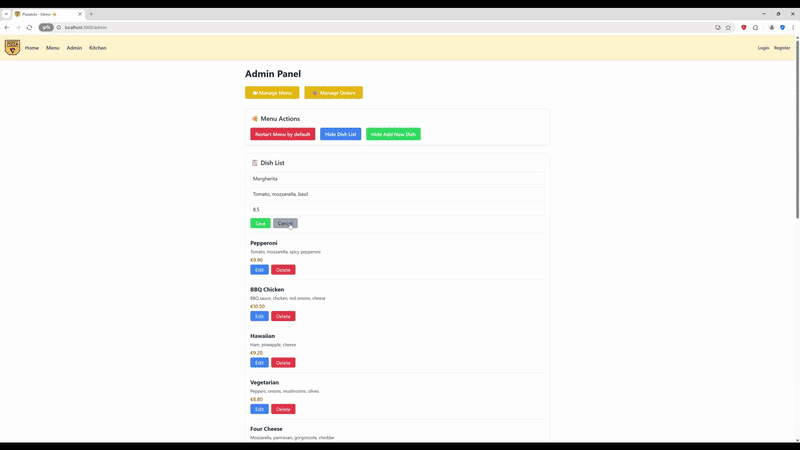 Pizzaiolo - Demo
localhost:3000/admin
PIZZA
Home Menu Admin Kitchen
Login Register
Admin Panel
Manage Menu Manage Orders
Menu Actions
Restart Menu by default Hide Dish List Hide Add New Dish
Dish List
Margherita
Tomato, mozzarella, basil
8.5
Save Cancel
Pepperoni
Tomato, mozzarella, spicy pepperoni
€9.90
Edit Delete
BBQ Chicken
BBQ sauce, chicken, red onions, cheese
€10.50
Edit Delete
Hawaiian
Ham, pineapple, cheese
€9.20
Edit Delete
Vegetarian
Peppers, onions, mushrooms, olives
€8.80
Edit Delete
Four Cheese
Mozzarella, parmesan, gorgonzola, cheddar